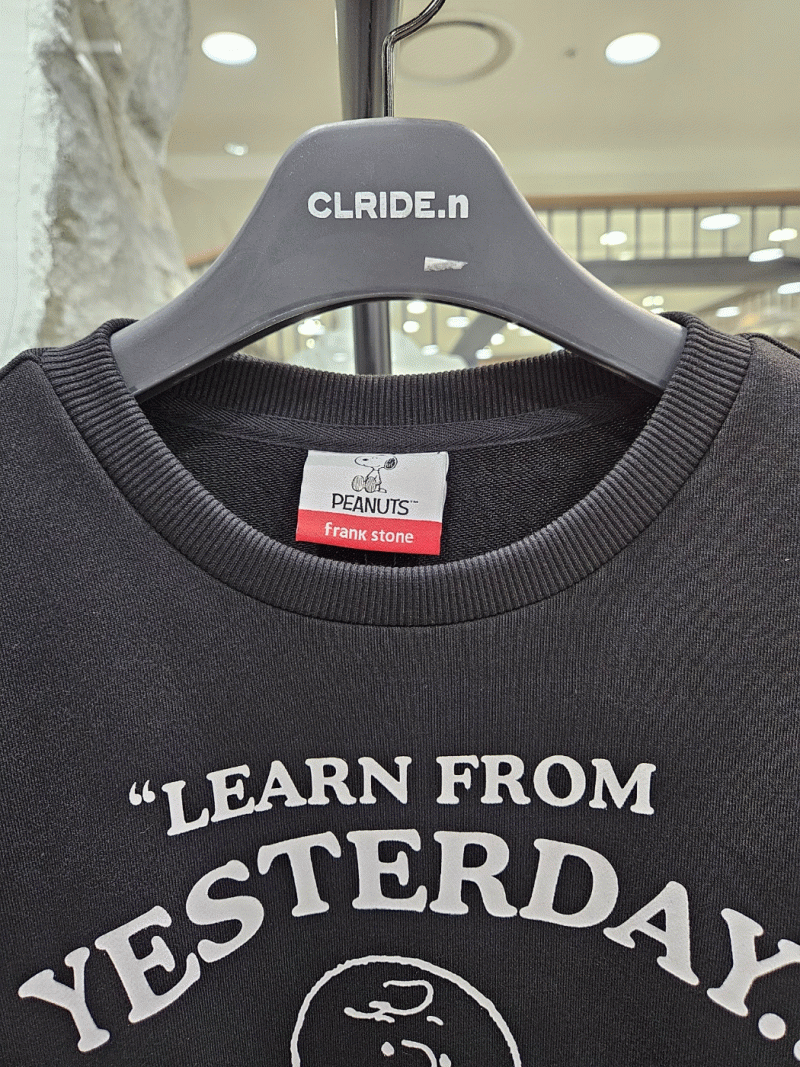 CLRIDE.n
PEANUTS™
frank stone
“LEARN FROM
YESTERDAY..